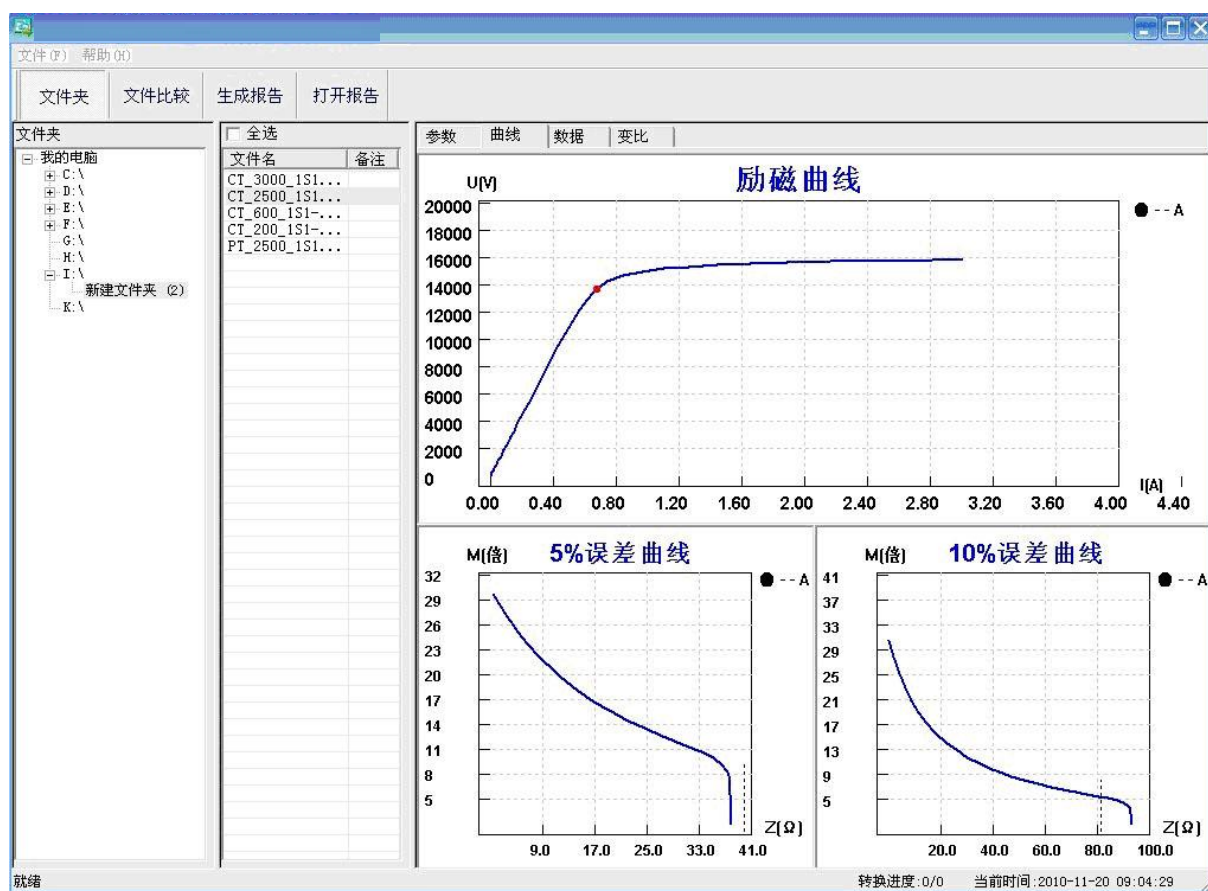 文件(F) 帮助(H)
文件夹 文件比较 生成报告 打开报告
文件夹
我的电脑
C:\
D:\
E:\
F:\
G:\
H:\
I:\
新建文件夹 (2)
K:\
全选
文件名 备注
CT_3000_1S1...
CT_2500_1S1...
CT_600_1S1-...
CT_200_1S1-...
PT_2500_1S1...
参数 曲线 数据 变比
励磁曲线
U(V)
20000
18000
16000
14000
12000
10000
8000
6000
4000
2000
0
0.00 0.40 0.80 1.20 1.60 2.00 2.40 2.80 3.20 3.60 4.00 4.40
I(A)
--A
5%误差曲线
M(倍)
32
29
26
23
20
17
14
11
8
5
9.0 17.0 25.0 33.0 41.0
Z(Ω)
--A
10%误差曲线
M(倍)
41
37
33
29
25
21
17
13
9
5
20.0 40.0 60.0 80.0 100.0
Z(Ω)
--A
就绪 转换进度:0/0 当前时间:2010-11-20 09:04:29